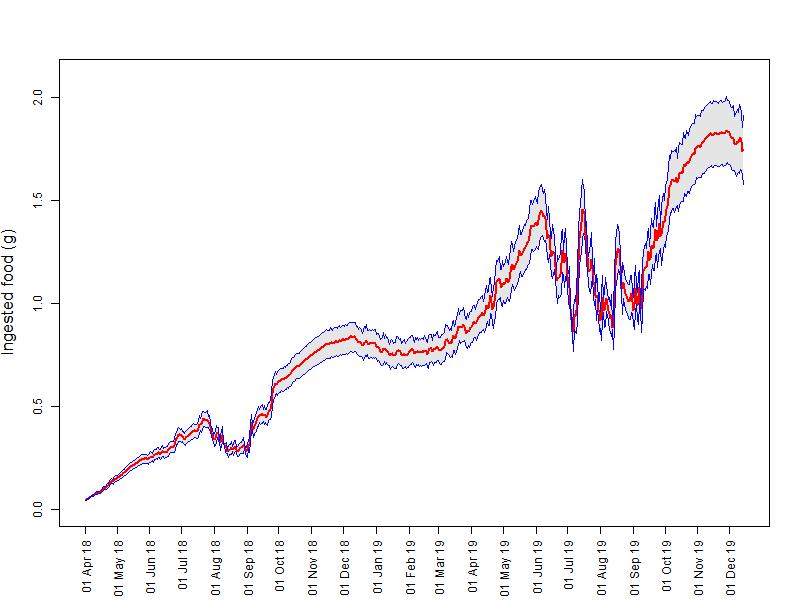 Ingested food (g)
2.0
1.5
1.0
0.5
0.0
01 Apr 18
01 May 18
01 Jun 18
01 Jul 18
01 Aug 18
01 Sep 18
01 Oct 18
01 Nov 18
01 Dec 18
01 Jan 19
01 Feb 19
01 Mar 19
01 Apr 19
01 May 19
01 Jun 19
01 Jul 19
01 Aug 19
01 Sep 19
01 Oct 19
01 Nov 19
01 Dec 19